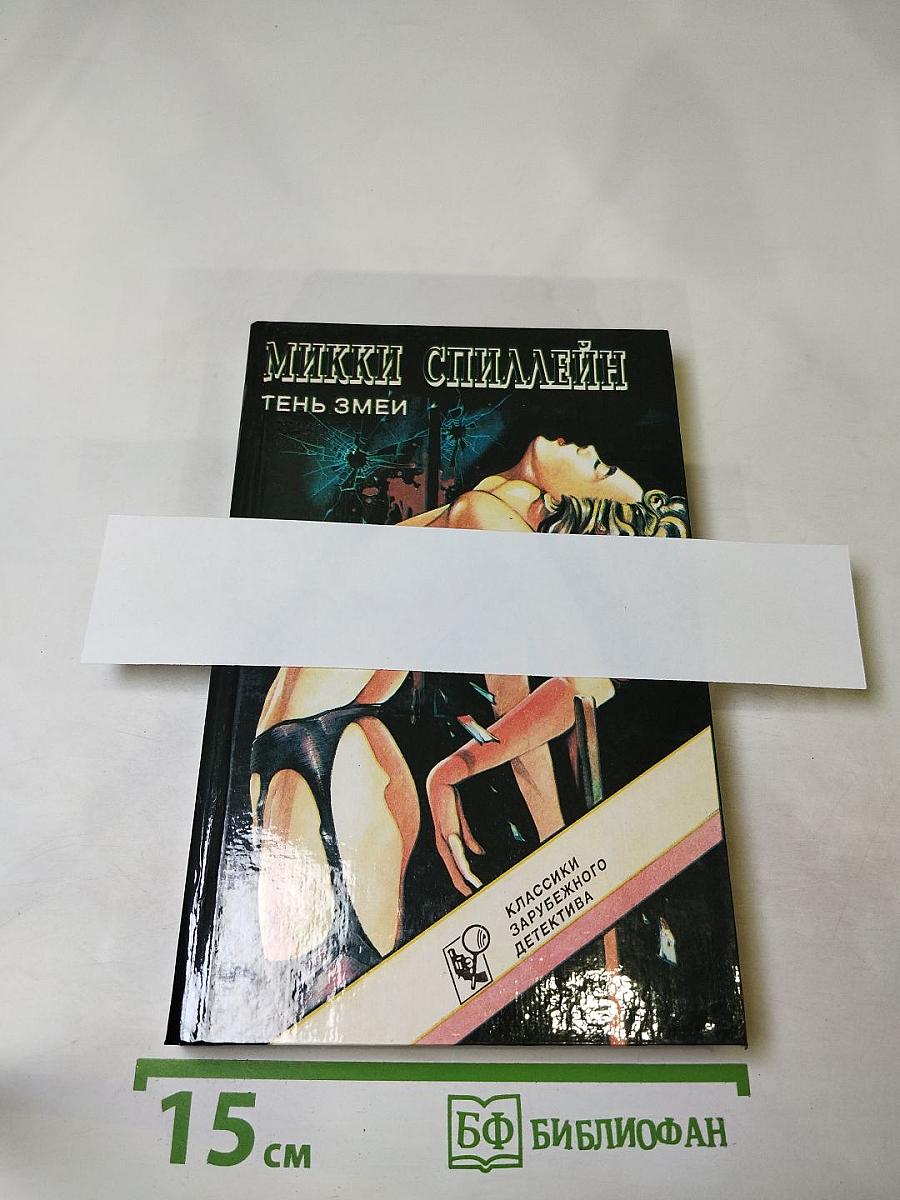 МИККИ СПИЛЛЕЙН
ТЕНЬ ЗМЕИ
КЛАССИКИ
ЗАРУБЕЖНОГО
ДЕТЕКТИВА
15 см
БФ БИБЛИОФАН